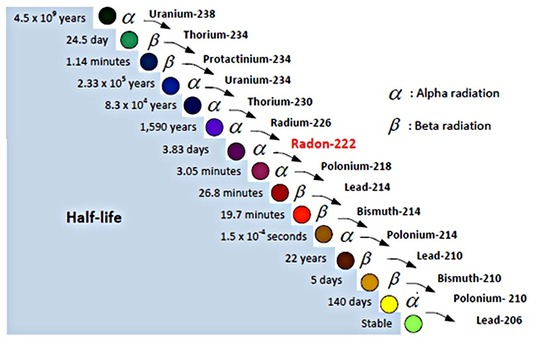 4.5 x 10⁹ years α Uranium-238
24.5 day β Thorium-234
1.14 minutes β Protactinium-234
2.33 x 10⁵ years α Uranium-234
8.3 x 10⁴ years α Thorium-230
1,590 years α Radium-226
3.83 days α Radon-222
3.05 minutes α Polonium-218
26.8 minutes β Lead-214
19.7 minutes β Bismuth-214
1.5 x 10⁻⁴ seconds α Polonium-214
22 years β Lead-210
5 days β Bismuth-210
140 days α Polonium- 210
Stable Lead-206
α : Alpha radiation
β : Beta radiation
Half-life